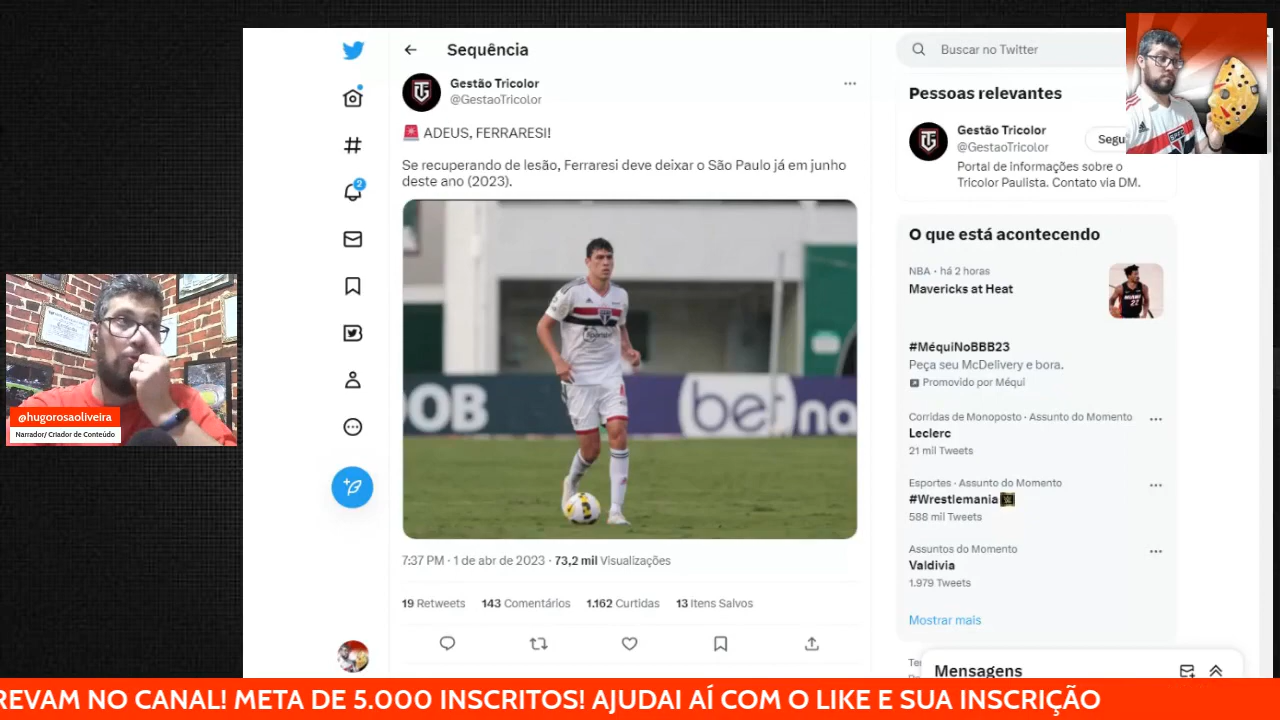 Sequência
Gestão Tricolor
@GestaoTricolor
ADEUS, FERRARESI!
Se recuperando de lesão, Ferraresi deve deixar o São Paulo já em junho
deste ano (2023).
OB
bet
na
7:37 PM · 1 de abr de 2023 · 73,2 mil Visualizações
19 Retweets 143 Comentários 1.162 Curtidas 13 Itens Salvos
2
Buscar no Twitter
Pessoas relevantes
Gestão Tricolor
@GestaoTricolor
Segu
Portal de informações sobre o
Tricolor Paulista. Contato via DM.
O que está acontecendo
NBA · há 2 horas
Mavericks at Heat
#MéquiNoBBB23
Peça seu McDelivery e bora.
Promovido por Méqui
Corridas de Monoposto · Assunto do Momento
Leclerc
21 mil Tweets
Esportes · Assunto do Momento
#Wrestlemania
588 mil Tweets
Assuntos do Momento
Valdivia
1.979 Tweets
Mostrar mais
Mensagens
@hugorosaoliveira
Narrador/ Criador de Conteúdo
REVAM NO CANAL! META DE 5.000 INSCRITOS! AJUDAI AÍ COM O LIKE E SUA INSCRIÇÃO